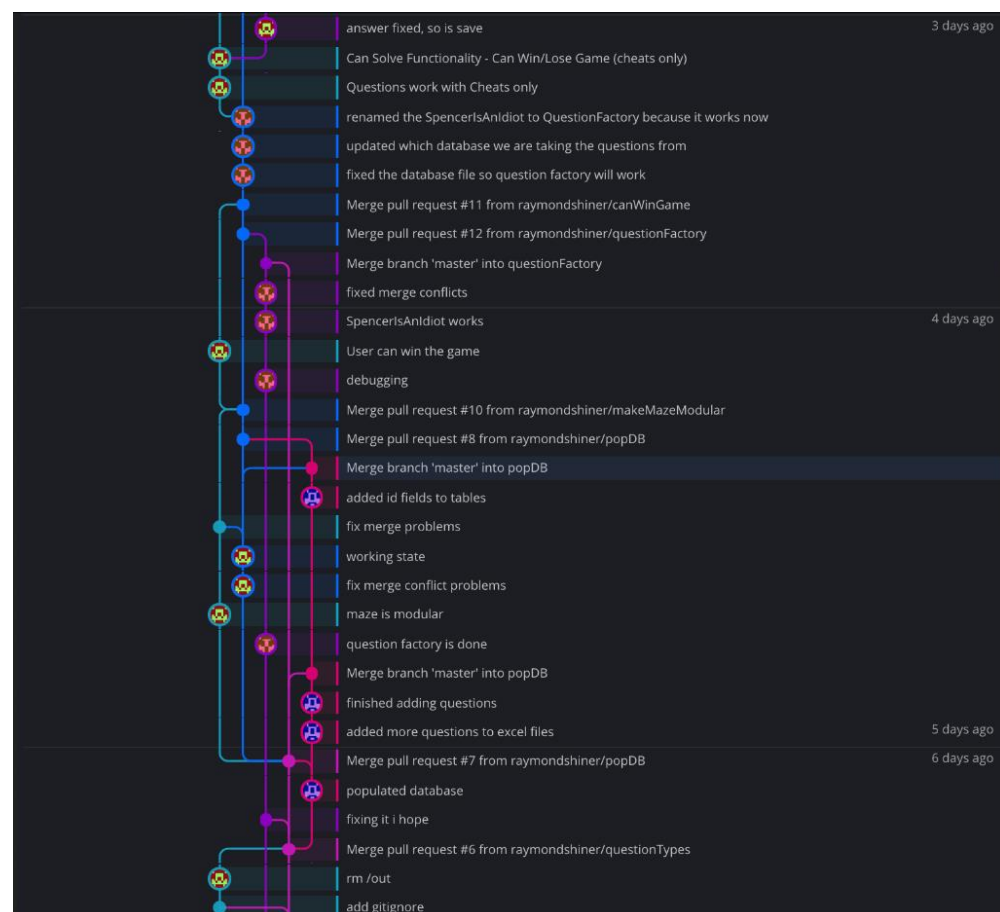 answer fixed, so is save 3 days ago
Can Solve Functionality - Can Win/Lose Game (cheats only)
Questions work with Cheats only
renamed the SpencerIsAnIdiot to QuestionFactory because it works now
updated which database we are taking the questions from
fixed the database file so question factory will work
Merge pull request #11 from raymondshiner/canWinGame
Merge pull request #12 from raymondshiner/questionFactory
Merge branch 'master' into questionFactory
fixed merge conflicts
SpencerIsAnIdiot works 4 days ago
User can win the game
debugging
Merge pull request #10 from raymondshiner/makeMazeModular
Merge pull request #8 from raymondshiner/popDB
Merge branch 'master' into popDB
added id fields to tables
fix merge problems
working state
fix merge conflict problems
maze is modular
question factory is done
Merge branch 'master' into popDB
finished adding questions
added more questions to excel files 5 days ago
Merge pull request #7 from raymondshiner/popDB 6 days ago
populated database
fixing it i hope
Merge pull request #6 from raymondshiner/questionTypes
rm /out
add gitignore